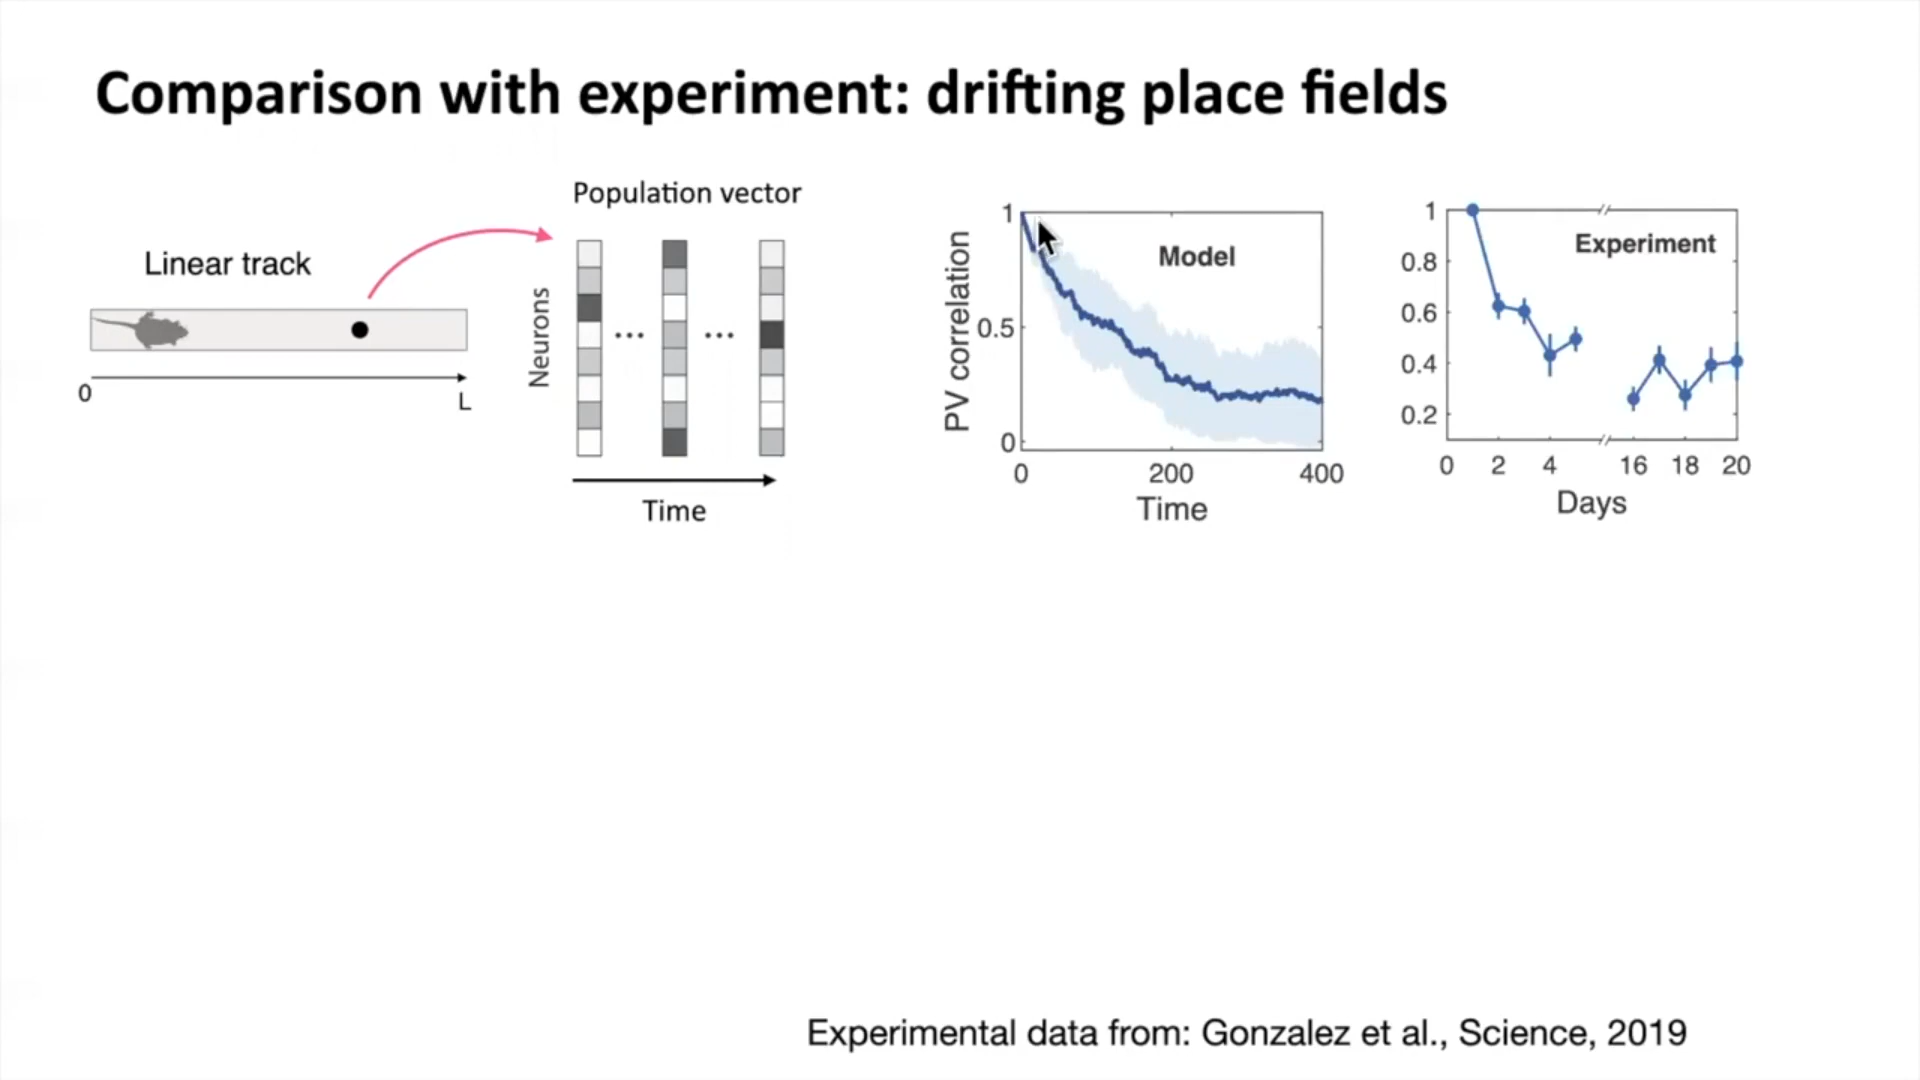 Comparison with experiment: drifting place fields
Linear track
0
L
Population vector
Neurons
Time
PV correlation
1
0.5
0
Model
0
200
400
Time
1
0.8
0.6
0.4
0.2
Experiment
0
2
4
16
18
20
Days
Experimental data from: Gonzalez et al., Science, 2019